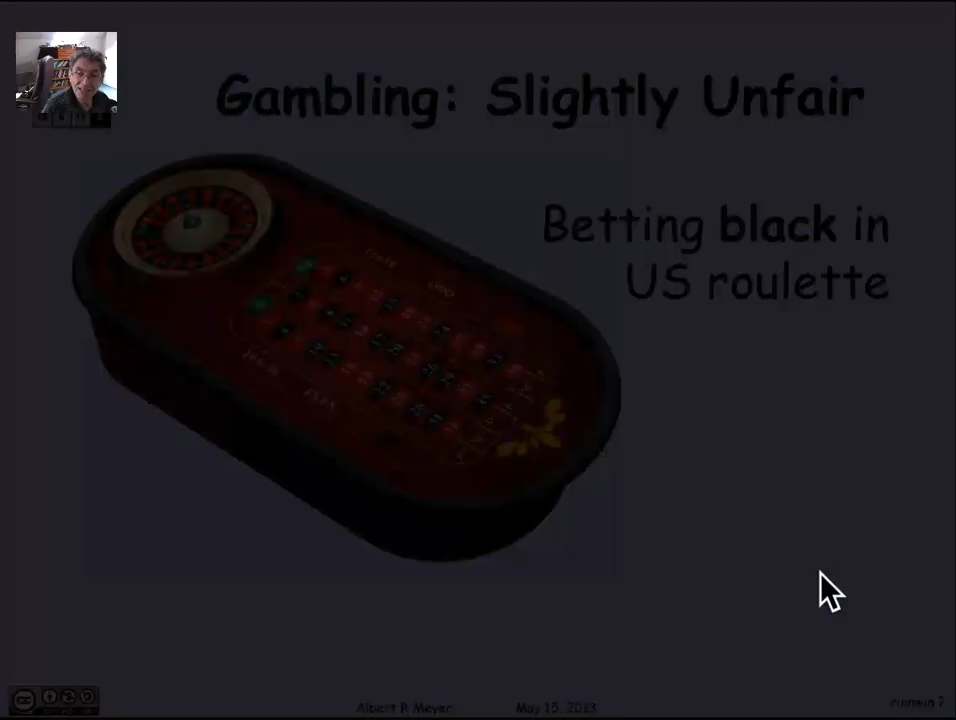 Gambling: Slightly Unfair
Betting black in
US roulette
Albert R Meyer
May 15, 2013